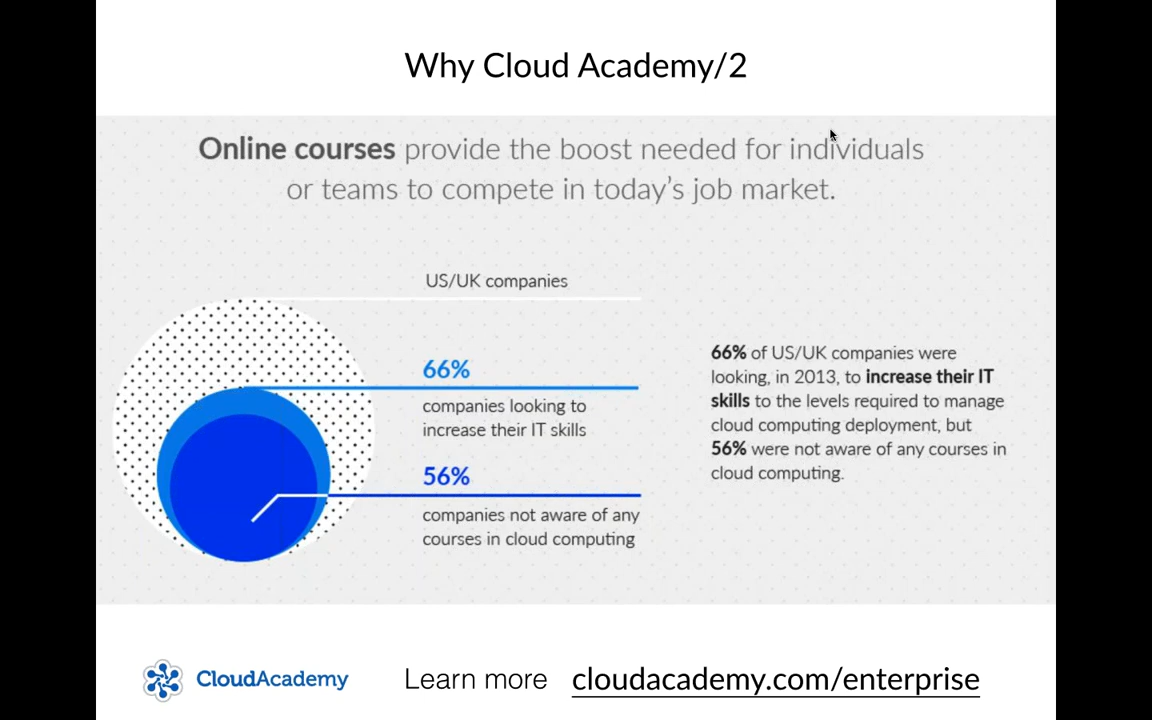 Why Cloud Academy/2
Online courses provide the boost needed for individuals
or teams to compete in today's job market.
US/UK companies
66%
companies looking to
increase their IT skills
56%
companies not aware of any
courses in cloud computing
66% of US/UK companies were
looking, in 2013, to increase their IT
skills to the levels required to manage
cloud computing deployment, but
56% were not aware of any courses in
cloud computing.
CloudAcademy
Learn more cloudacademy.com/enterprise